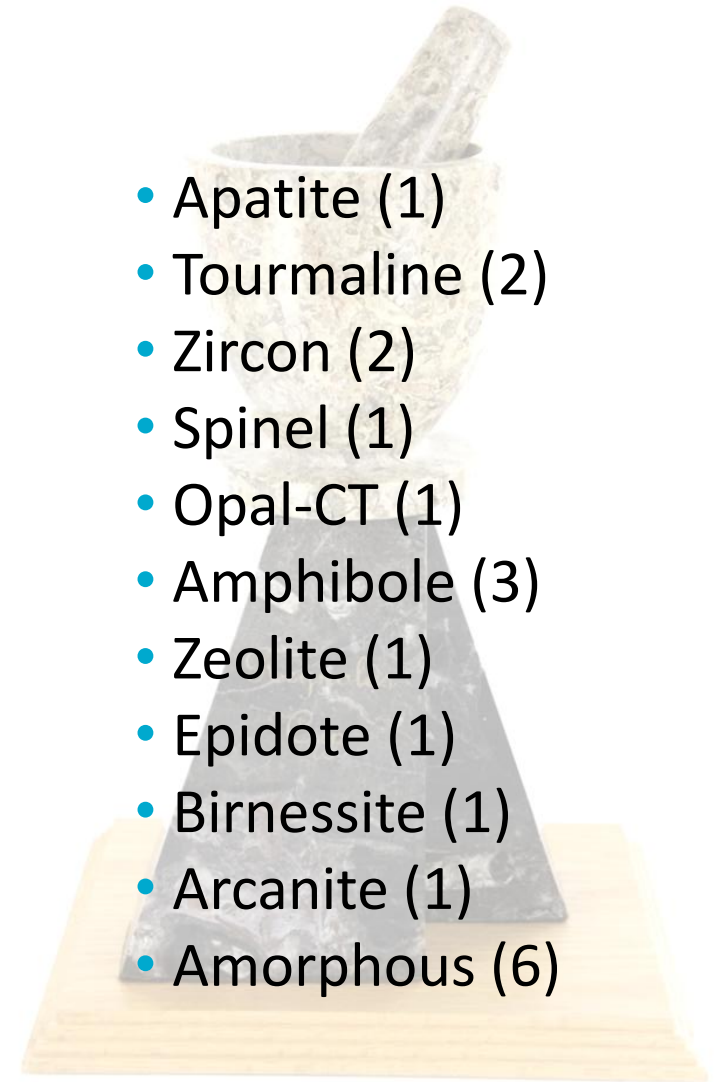 • Apatite (1)
• Tourmaline (2)
• Zircon (2)
• Spinel (1)
• Opal-CT (1)
• Amphibole (3)
• Zeolite (1)
• Epidote (1)
• Birnessite (1)
• Arcanite (1)
• Amorphous (6)